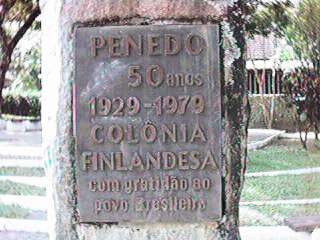 PENEDO
50 anos
1929-1979
COLÔNIA
FINLANDESA
com gratidão ao
povo Brasileiro